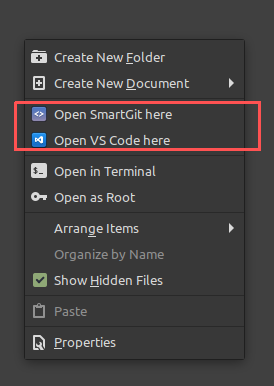 Create New Folder
Create New Document
Open SmartGit here
Open VS Code here
Open in Terminal
Open as Root
Arrange Items
Organize by Name
Show Hidden Files
Paste
Properties